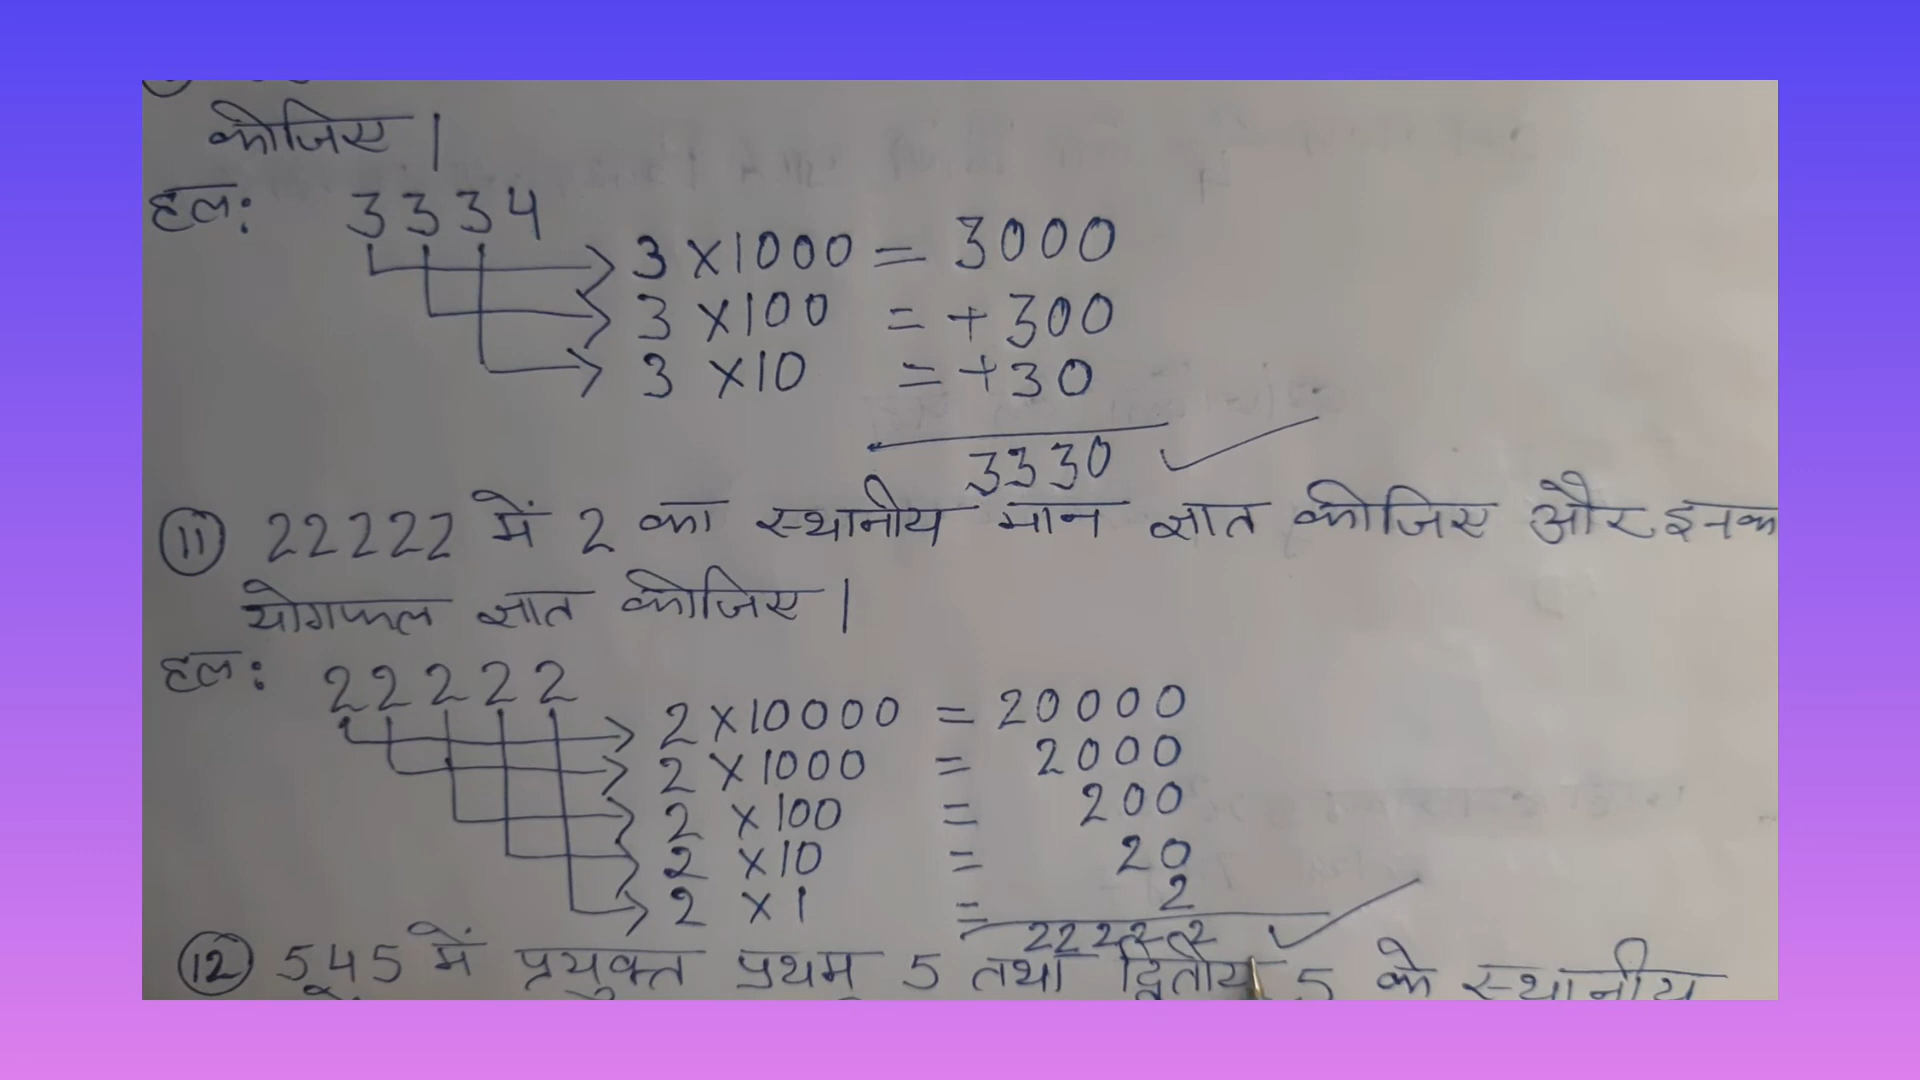 कीजिए।
हल: 3334
3 × 1000 = 3000
3 × 100 = + 300
3 × 10 = + 30
3330
(11) 22222 में 2 का स्थानीय मान ज्ञात कीजिए और इनक
योगफल ज्ञात कीजिए।
हल: 22222
2 × 10000 = 20000
2 × 1000 = 2000
2 × 100 = 200
2 × 10 = 20
2 × 1 = 2
22222
(12) 545 में प्रयुक्त प्रथम 5 तथा द्वितीय 5 के स्थानीय